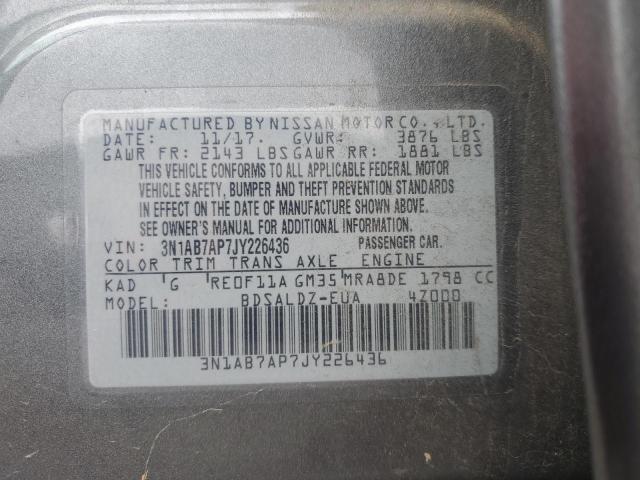 MANUFACTURED BY NISSAN MOTOR CO., LTD.
DATE: 11/17. GVWR: 3876 LBS
GAWR FR: 2143 LBS GAWR RR: 1881 LBS
THIS VEHICLE CONFORMS TO ALL APPLICABLE FEDERAL MOTOR
VEHICLE SAFETY, BUMPER AND THEFT PREVENTION STANDARDS
IN EFFECT ON THE DATE OF MANUFACTURE SHOWN ABOVE.
SEE OWNER'S MANUAL FOR ADDITIONAL INFORMATION.
VIN: 3N1AB7AP7JY226436 PASSENGER CAR.
COLOR TRIM TRANS AXLE ENGINE
KAD G RE0F11A GM35 MRA8DE 1798 CC
MODEL: BDSALDZ-EUA 4Z000
3N1AB7AP7JY226436